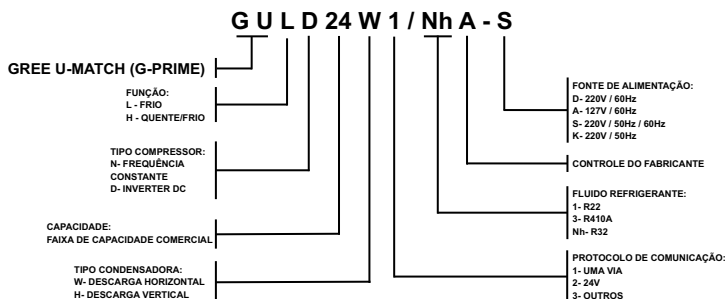 G U L D 24 W 1 / Nh A - S
GREE U-MATCH (G-PRIME)
FUNÇÃO:
L - FRIO
H - QUENTE/FRIO
TIPO COMPRESSOR:
N- FREQUÊNCIA
CONSTANTE
D- INVERTER DC
CAPACIDADE:
FAIXA DE CAPACIDADE COMERCIAL
TIPO CONDENSADORA:
W- DESCARGA HORIZONTAL
H- DESCARGA VERTICAL
FONTE DE ALIMENTAÇÃO:
D- 220V / 60Hz
A- 127V / 60Hz
S- 220V / 50Hz / 60Hz
K- 220V / 50Hz
CONTROLE DO FABRICANTE
FLUIDO REFRIGERANTE:
1- R22
3- R410A
Nh- R32
PROTOCOLO DE COMUNICAÇÃO:
1- UMA VIA
2- 24V
3- OUTROS